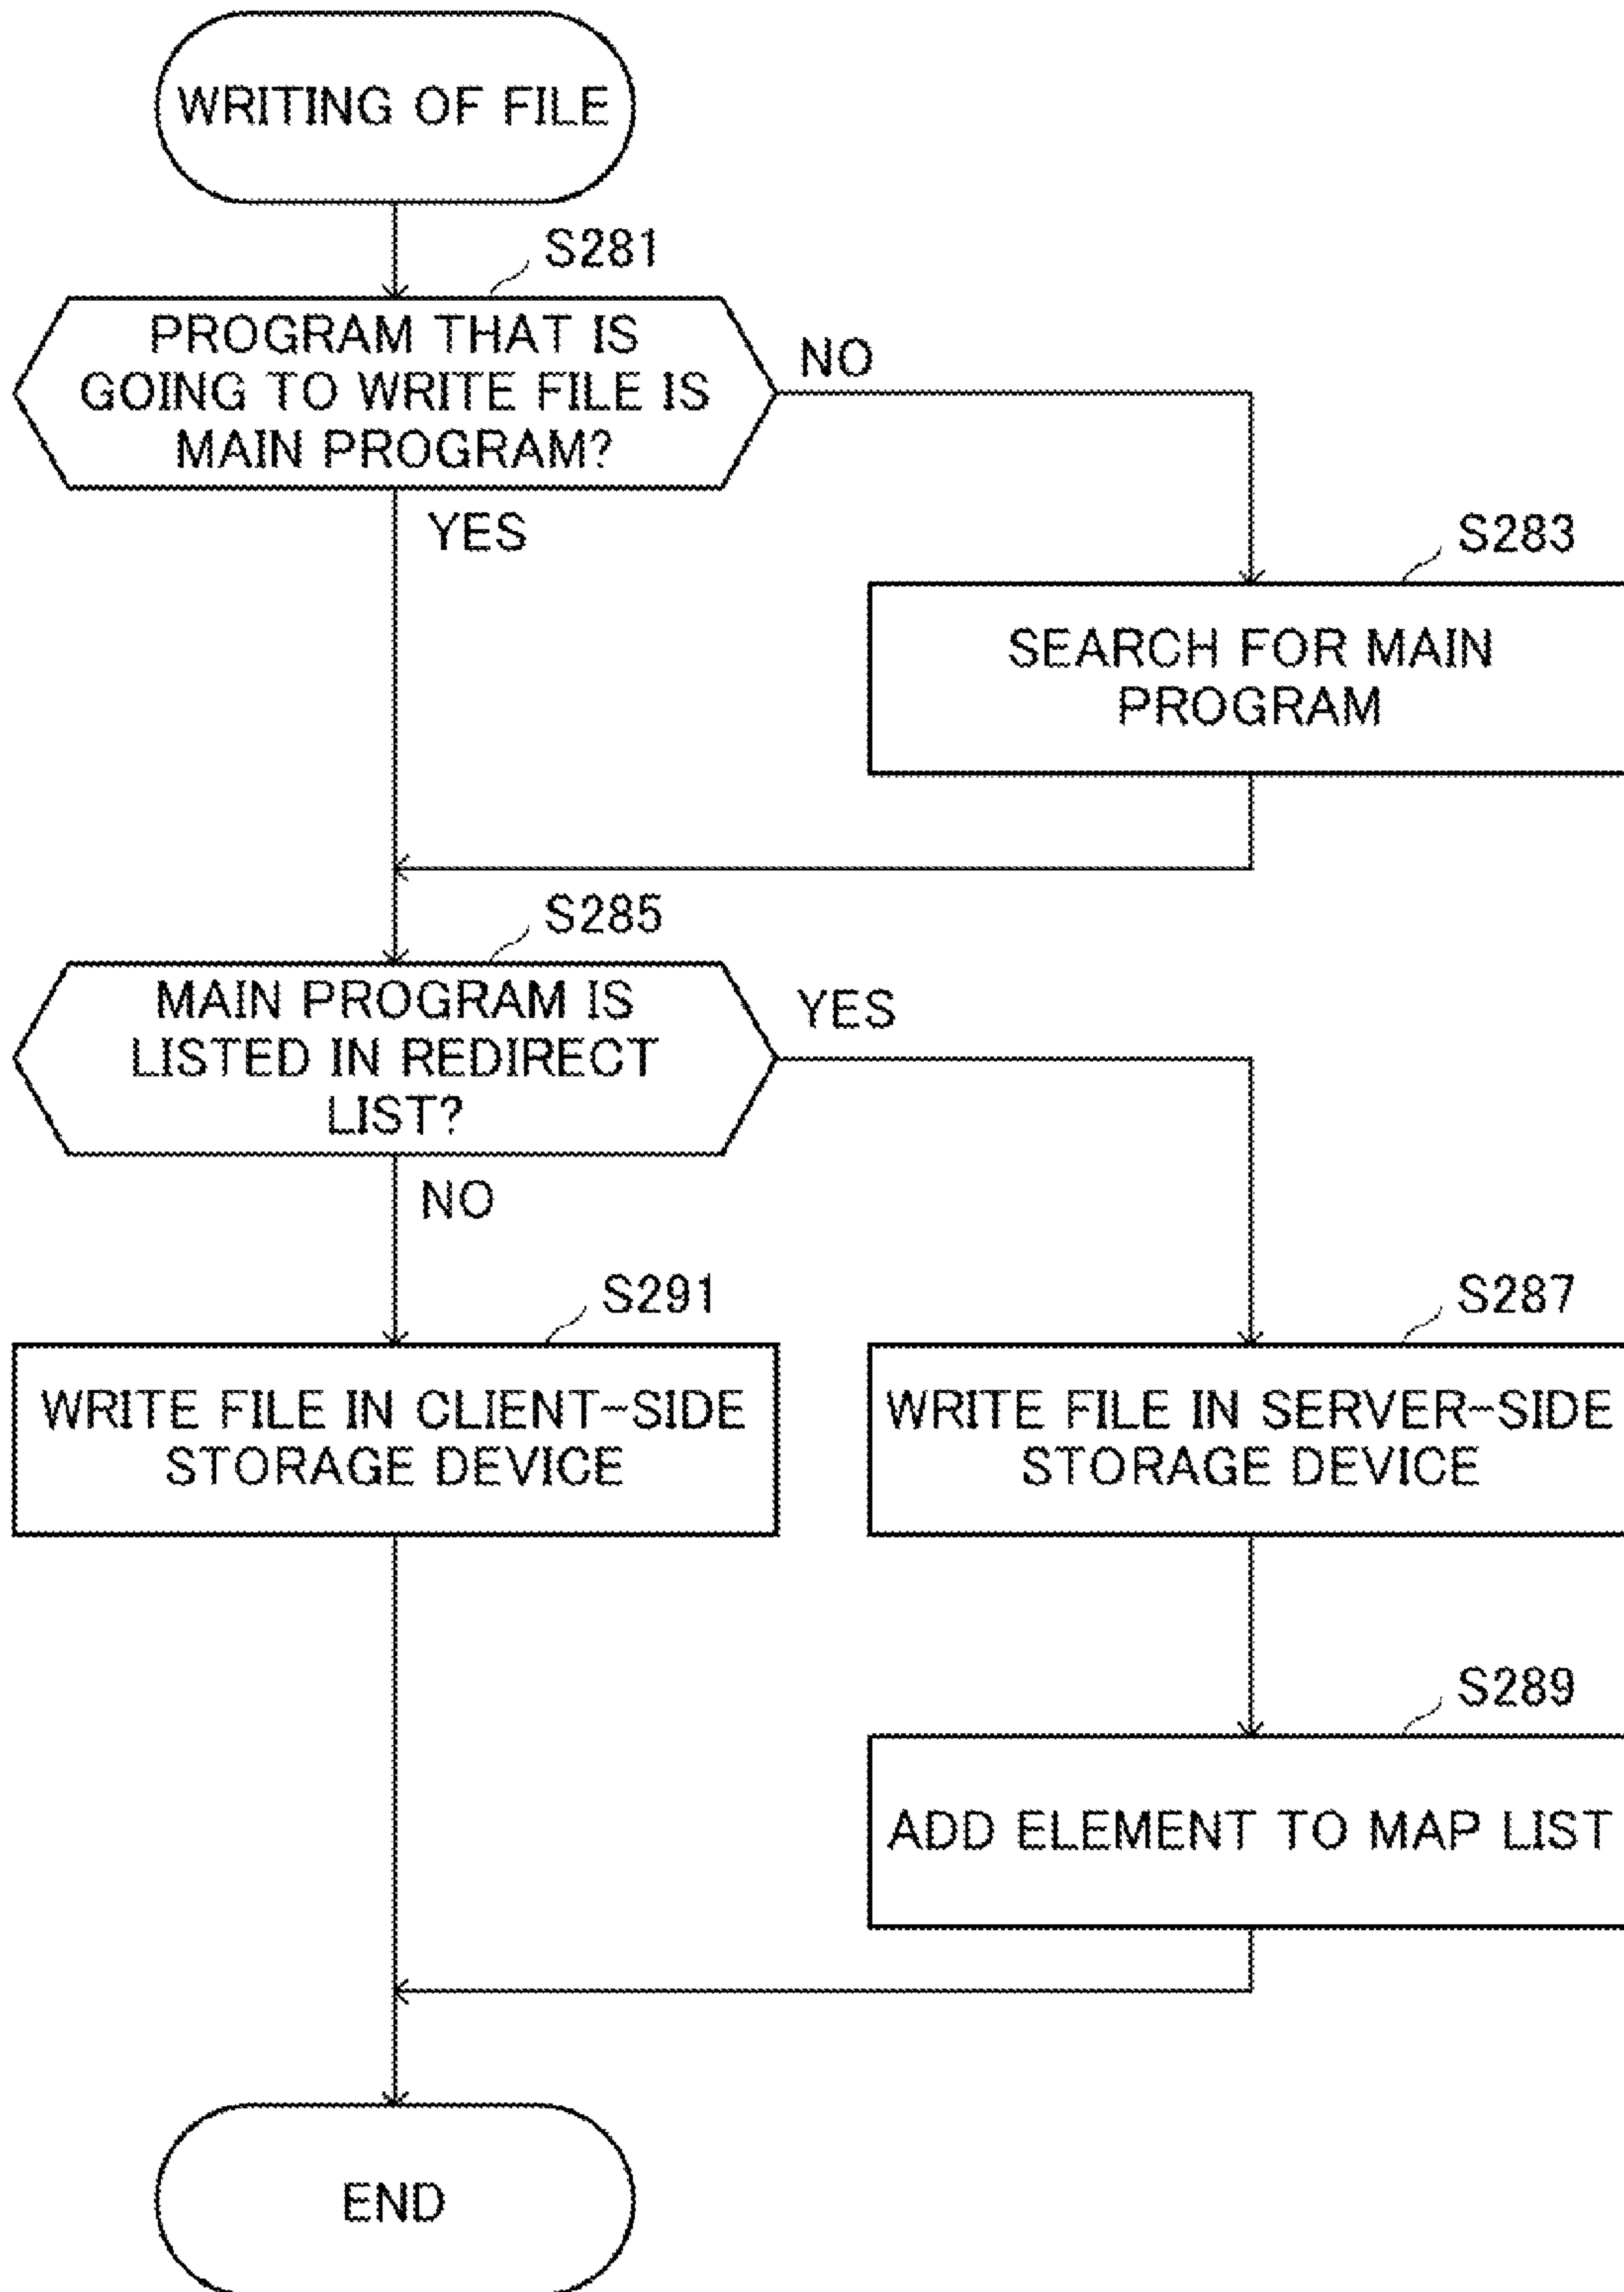 WRITING OF FILE
S281
PROGRAM THAT IS
GOING TO WRITE FILE IS
MAIN PROGRAM?
NO
YES
S283
SEARCH FOR MAIN
PROGRAM
S285
MAIN PROGRAM IS
LISTED IN REDIRECT
LIST?
YES
NO
S291
WRITE FILE IN CLIENT-SIDE
STORAGE DEVICE
S287
WRITE FILE IN SERVER-SIDE
STORAGE DEVICE
S289
ADD ELEMENT TO MAP LIST
END